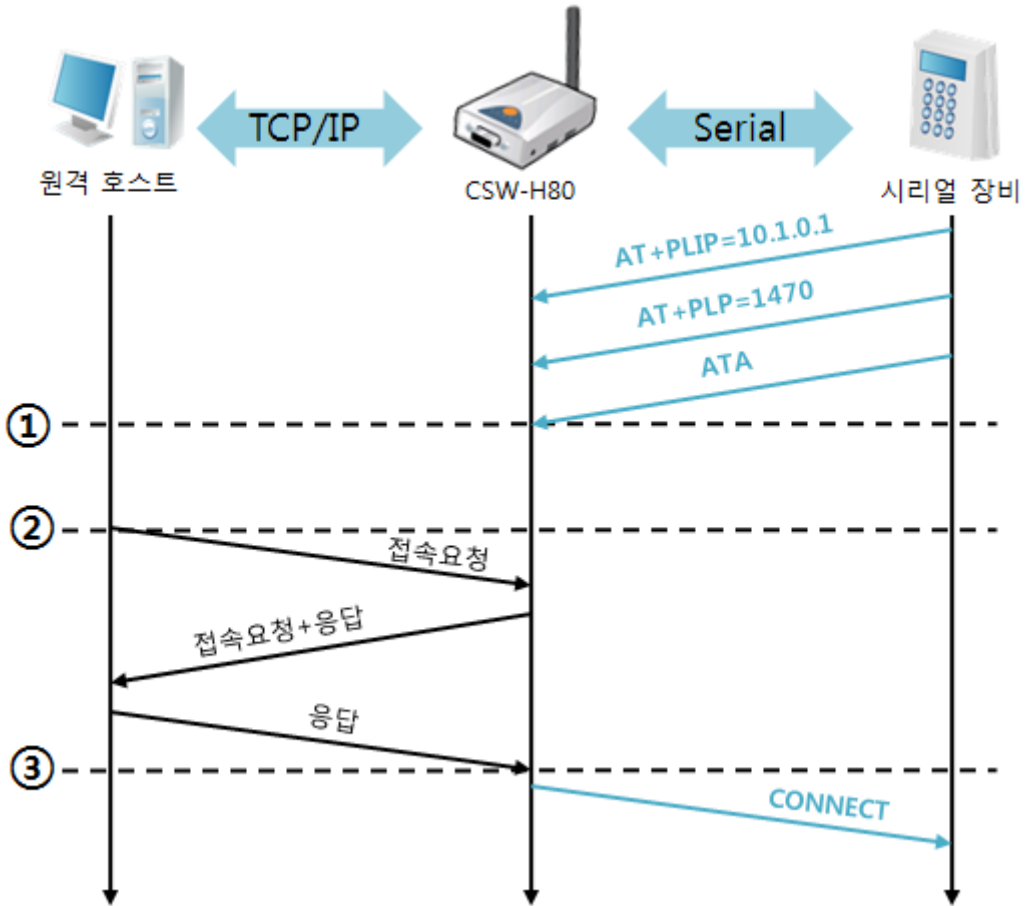 TCP/IP
Serial
원격 호스트
CSW-H80
시리얼 장비
AT+PLIP=10.1.0.1
AT+PLP=1470
ATA
①
②
접속요청
접속요청+응답
응답
③
CONNECT